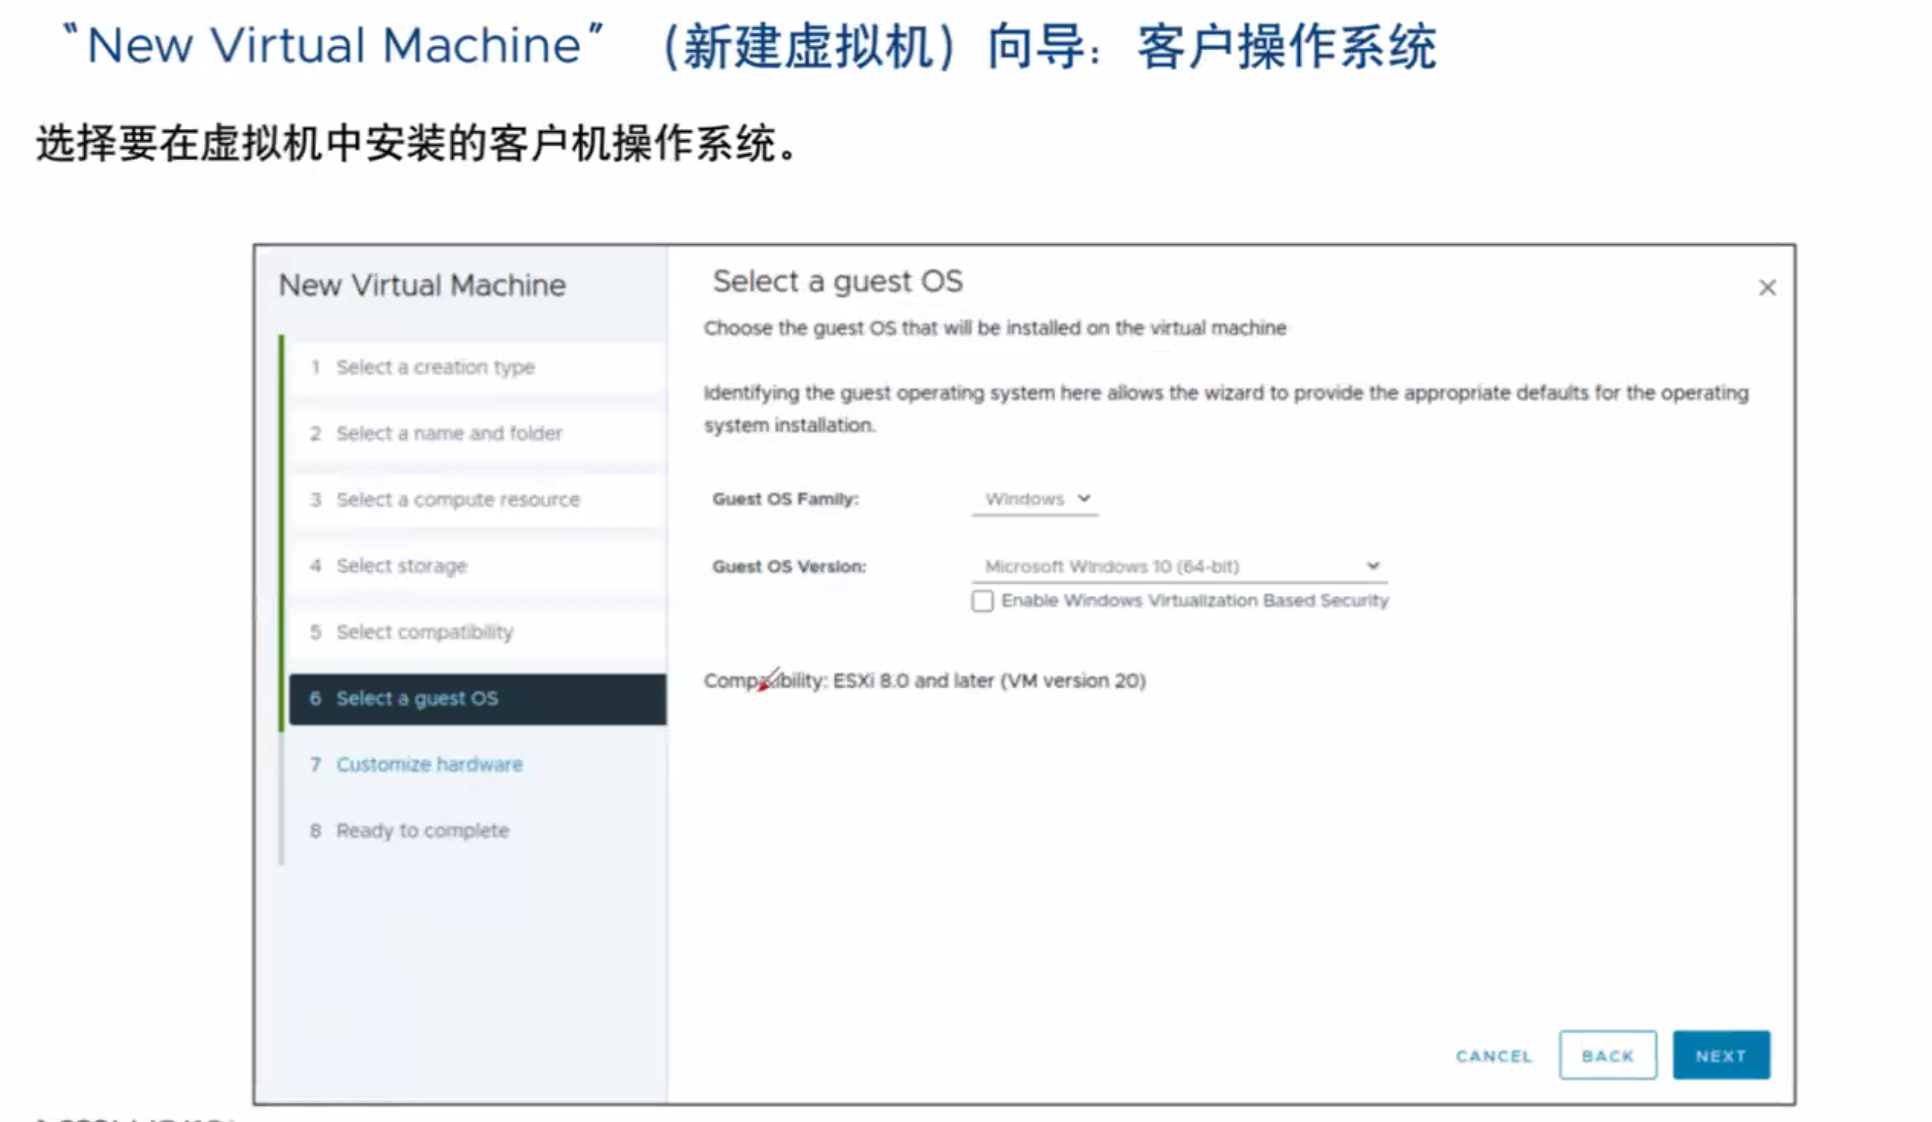 “New Virtual Machine” （新建虚拟机）向导：客户操作系统
选择要在虚拟机中安装的客户机操作系统。
New Virtual Machine
1 Select a creation type
2 Select a name and folder
3 Select a compute resource
4 Select storage
5 Select compatibility
6 Select a guest OS
7 Customize hardware
8 Ready to complete
Select a guest OS
Choose the guest OS that will be installed on the virtual machine
Identifying the guest operating system here allows the wizard to provide the appropriate defaults for the operating
system installation.
Guest OS Family: Windows
Guest OS Version: Microsoft Windows 10 (64-bit)
Enable Windows Virtualization Based Security
Compatibility: ESXi 8.0 and later (VM version 20)
CANCEL BACK NEXT